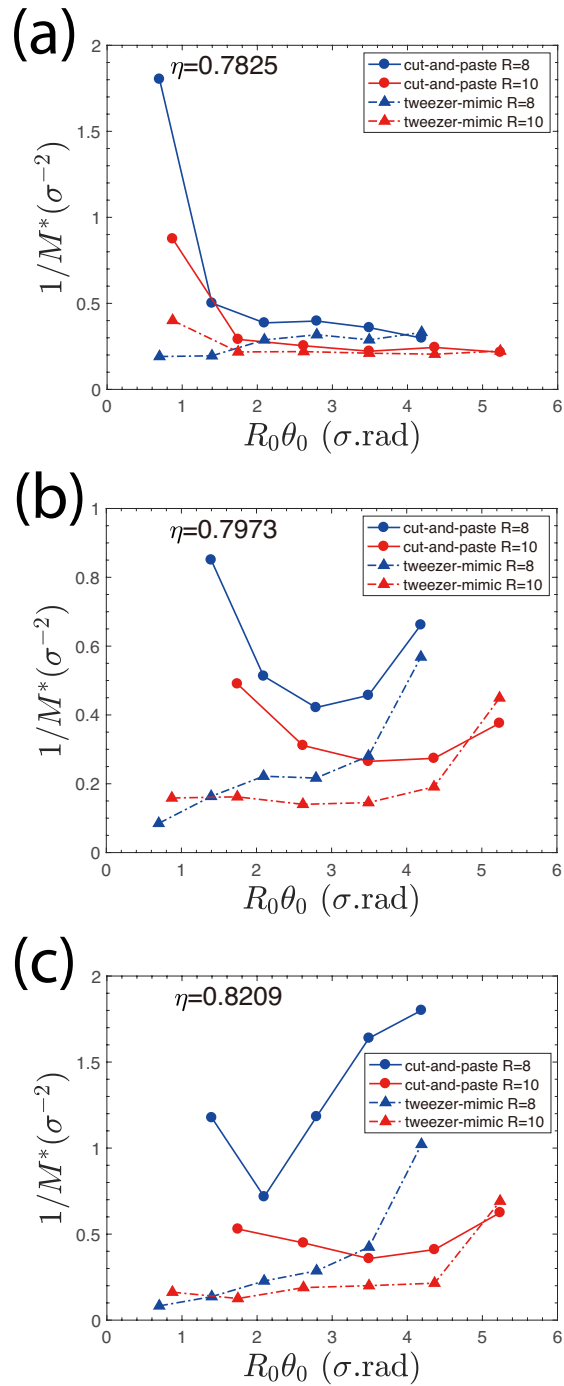 (a)
η=0.7825
cut-and-paste R=8
cut-and-paste R=10
tweezer-mimic R=8
tweezer-mimic R=10
2
1.5
1
0.5
0
1/M*(σ⁻²)
0 1 2 3 4 5 6
R₀θ₀ (σ.rad)
(b)
η=0.7973
cut-and-paste R=8
cut-and-paste R=10
tweezer-mimic R=8
tweezer-mimic R=10
1
0.8
0.6
0.4
0.2
0
1/M*(σ⁻²)
0 1 2 3 4 5 6
R₀θ₀ (σ.rad)
(c)
η=0.8209
cut-and-paste R=8
cut-and-paste R=10
tweezer-mimic R=8
tweezer-mimic R=10
2
1.5
1
0.5
0
1/M*(σ⁻²)
0 1 2 3 4 5 6
R₀θ₀ (σ.rad)